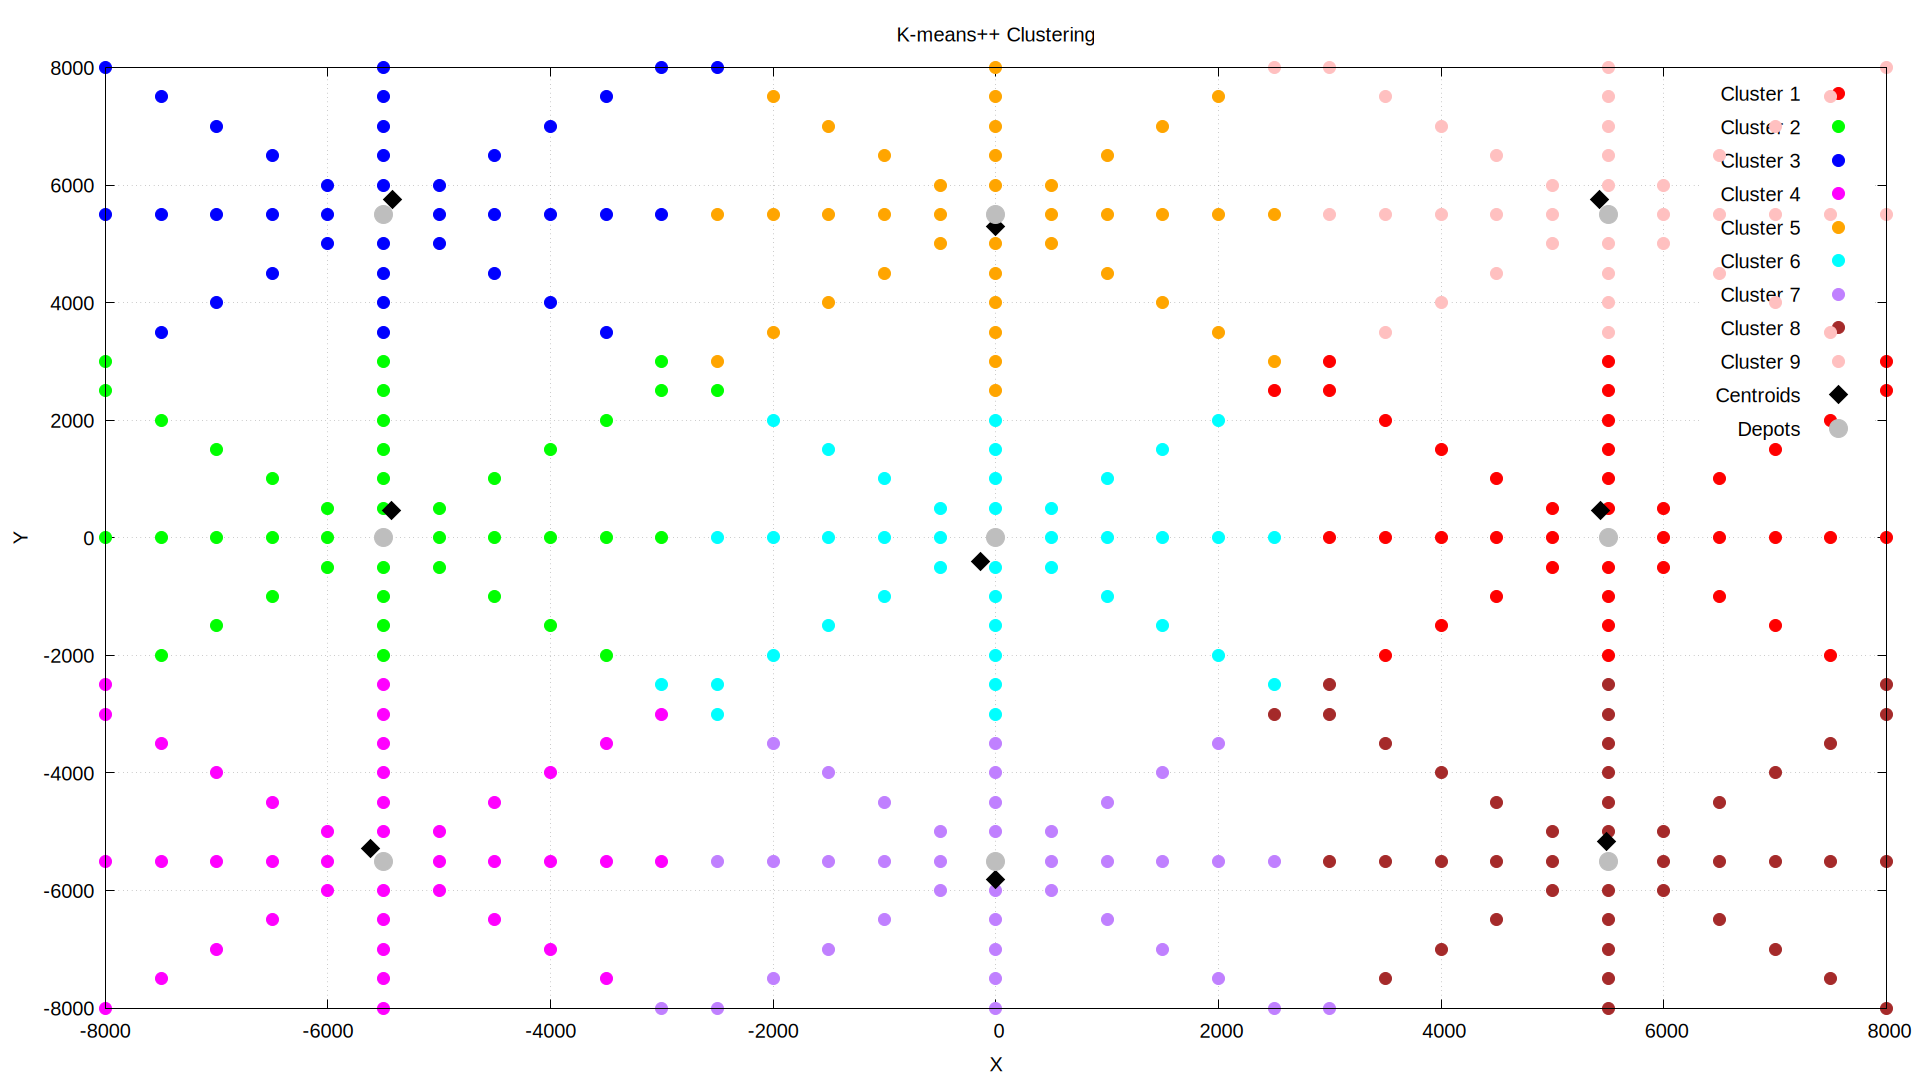 K-means++ Clustering
8000
6000
4000
2000
0
-2000
-4000
-6000
-8000
Y
-8000
-6000
-4000
-2000
0
2000
4000
6000
8000
X
Cluster 1
Cluster 2
Cluster 3
Cluster 4
Cluster 5
Cluster 6
Cluster 7
Cluster 8
Cluster 9
Centroids
Depots